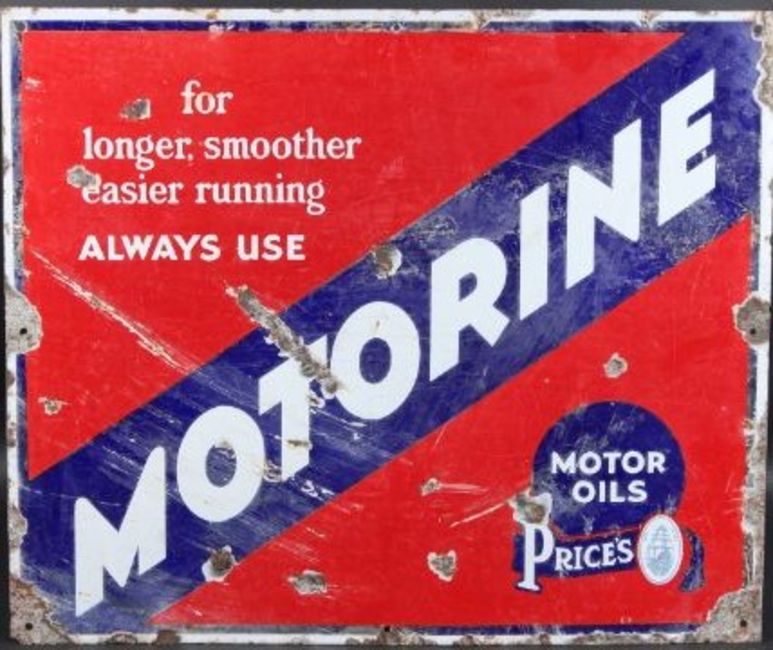 for
longer, smoother
easier running
ALWAYS USE
MOTORINE
MOTOR
OILS
PRICE'S